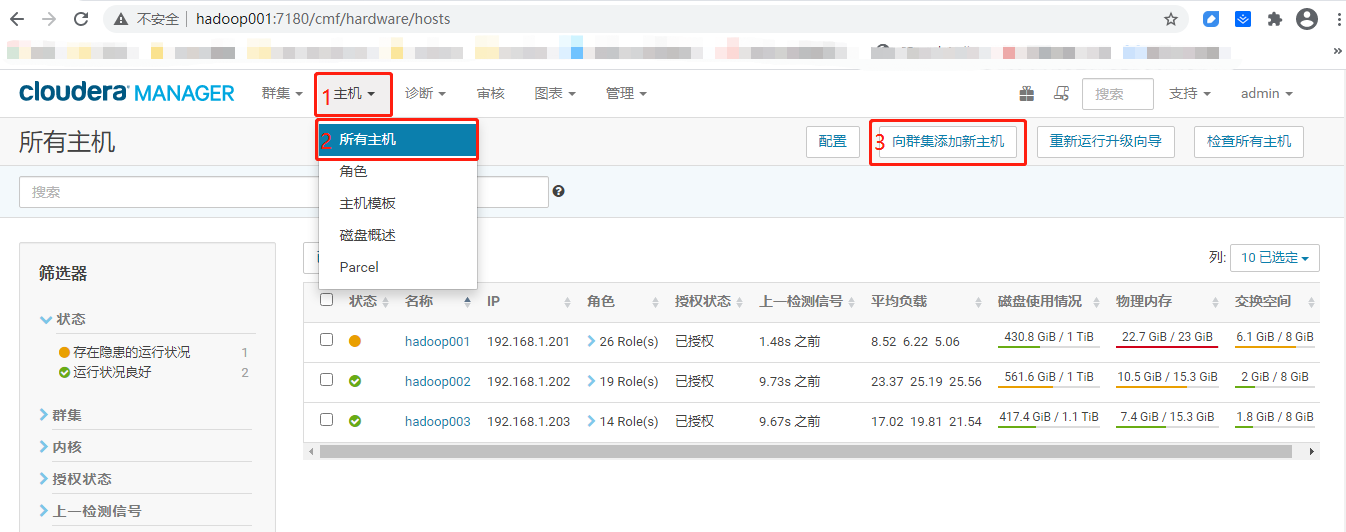 不安全 | hadoop001:7180/cmf/hardware/hosts
»
cloudera MANAGER 群集 1 主机 诊断 审核 图表 管理 搜索 支持 admin
所有主机 2 所有主机 配置 3 向群集添加新主机 重新运行升级向导 检查所有主机
角色
搜索 ?
主机模板
磁盘概述
Parcel
列: 10 已选定
筛选器
状态 名称 IP 角色 授权状态 上一检测信号 平均负载 磁盘使用情况 物理内存 交换空间
hadoop001 192.168.1.201 26 Role(s) 已授权 1.48s 之前 8.52 6.22 5.06 430.8 GiB / 1 TiB 22.7 GiB / 23 GiB 6.1 GiB / 8 GiB
hadoop002 192.168.1.202 19 Role(s) 已授权 9.73s 之前 23.37 25.19 25.56 561.6 GiB / 1 TiB 10.5 GiB / 15.3 GiB 2 GiB / 8 GiB
hadoop003 192.168.1.203 14 Role(s) 已授权 9.67s 之前 17.02 19.81 21.54 417.4 GiB / 1.1 TiB 7.4 GiB / 15.3 GiB 1.8 GiB / 8 GiB
状态
存在隐患的运行状况 1
运行状况良好 2
群集
内核
授权状态
上一检测信号